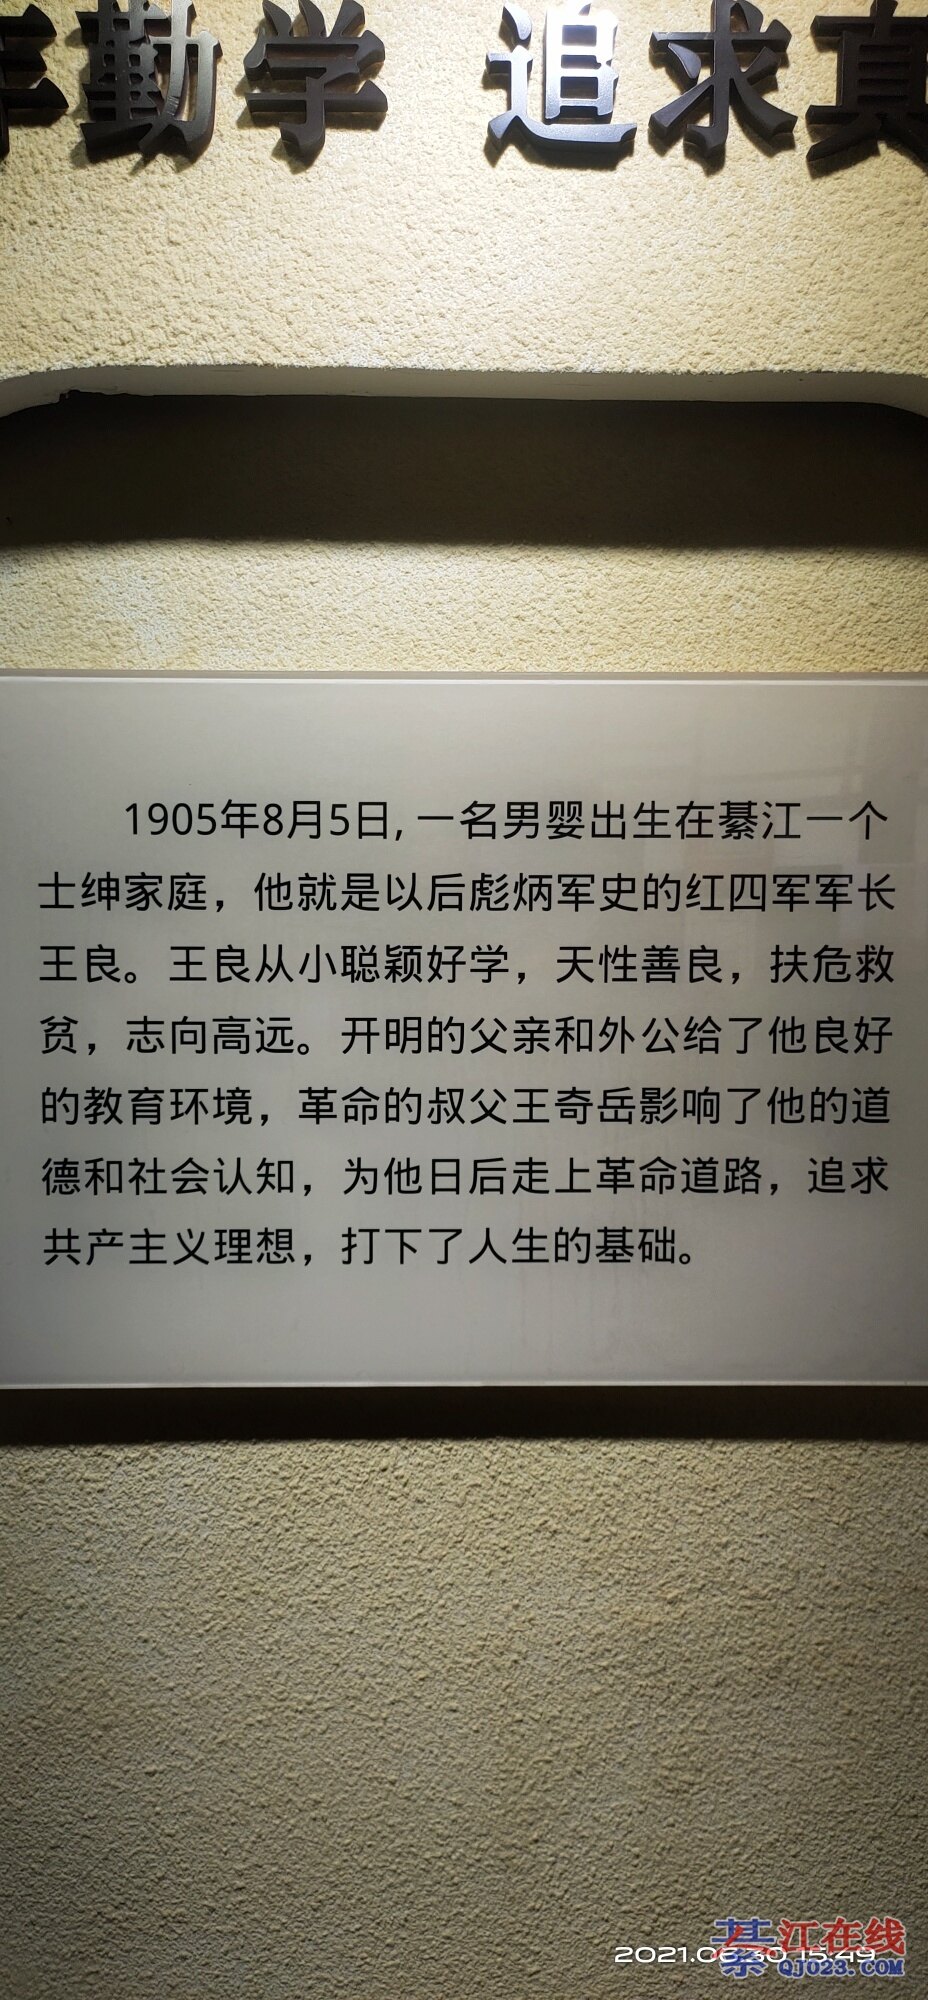 年勤学 追求真
1905年8月5日,一名男婴出生在綦江一个
士绅家庭，他就是以后彪炳军史的红四军军长
王良。王良从小聪颖好学，天性善良，扶危救
贫，志向高远。开明的父亲和外公给了他良好
的教育环境，革命的叔父王奇岳影响了他的道
德和社会认知，为他日后走上革命道路，追求
共产主义理想，打下了人生的基础。
綦江在线
2021.06.30 15:49
QJ023.COM